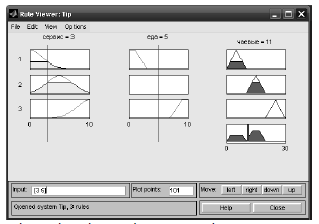 Rule Viewer: Tip
File Edit View Options
сервис = 3 еда = 5 чаевые = 11
1
2
3
0 10 0 10
0 30
Input: [3 5] Plot points: 101 Move: left right down up
Opened system Tip, 3 rules Help Close